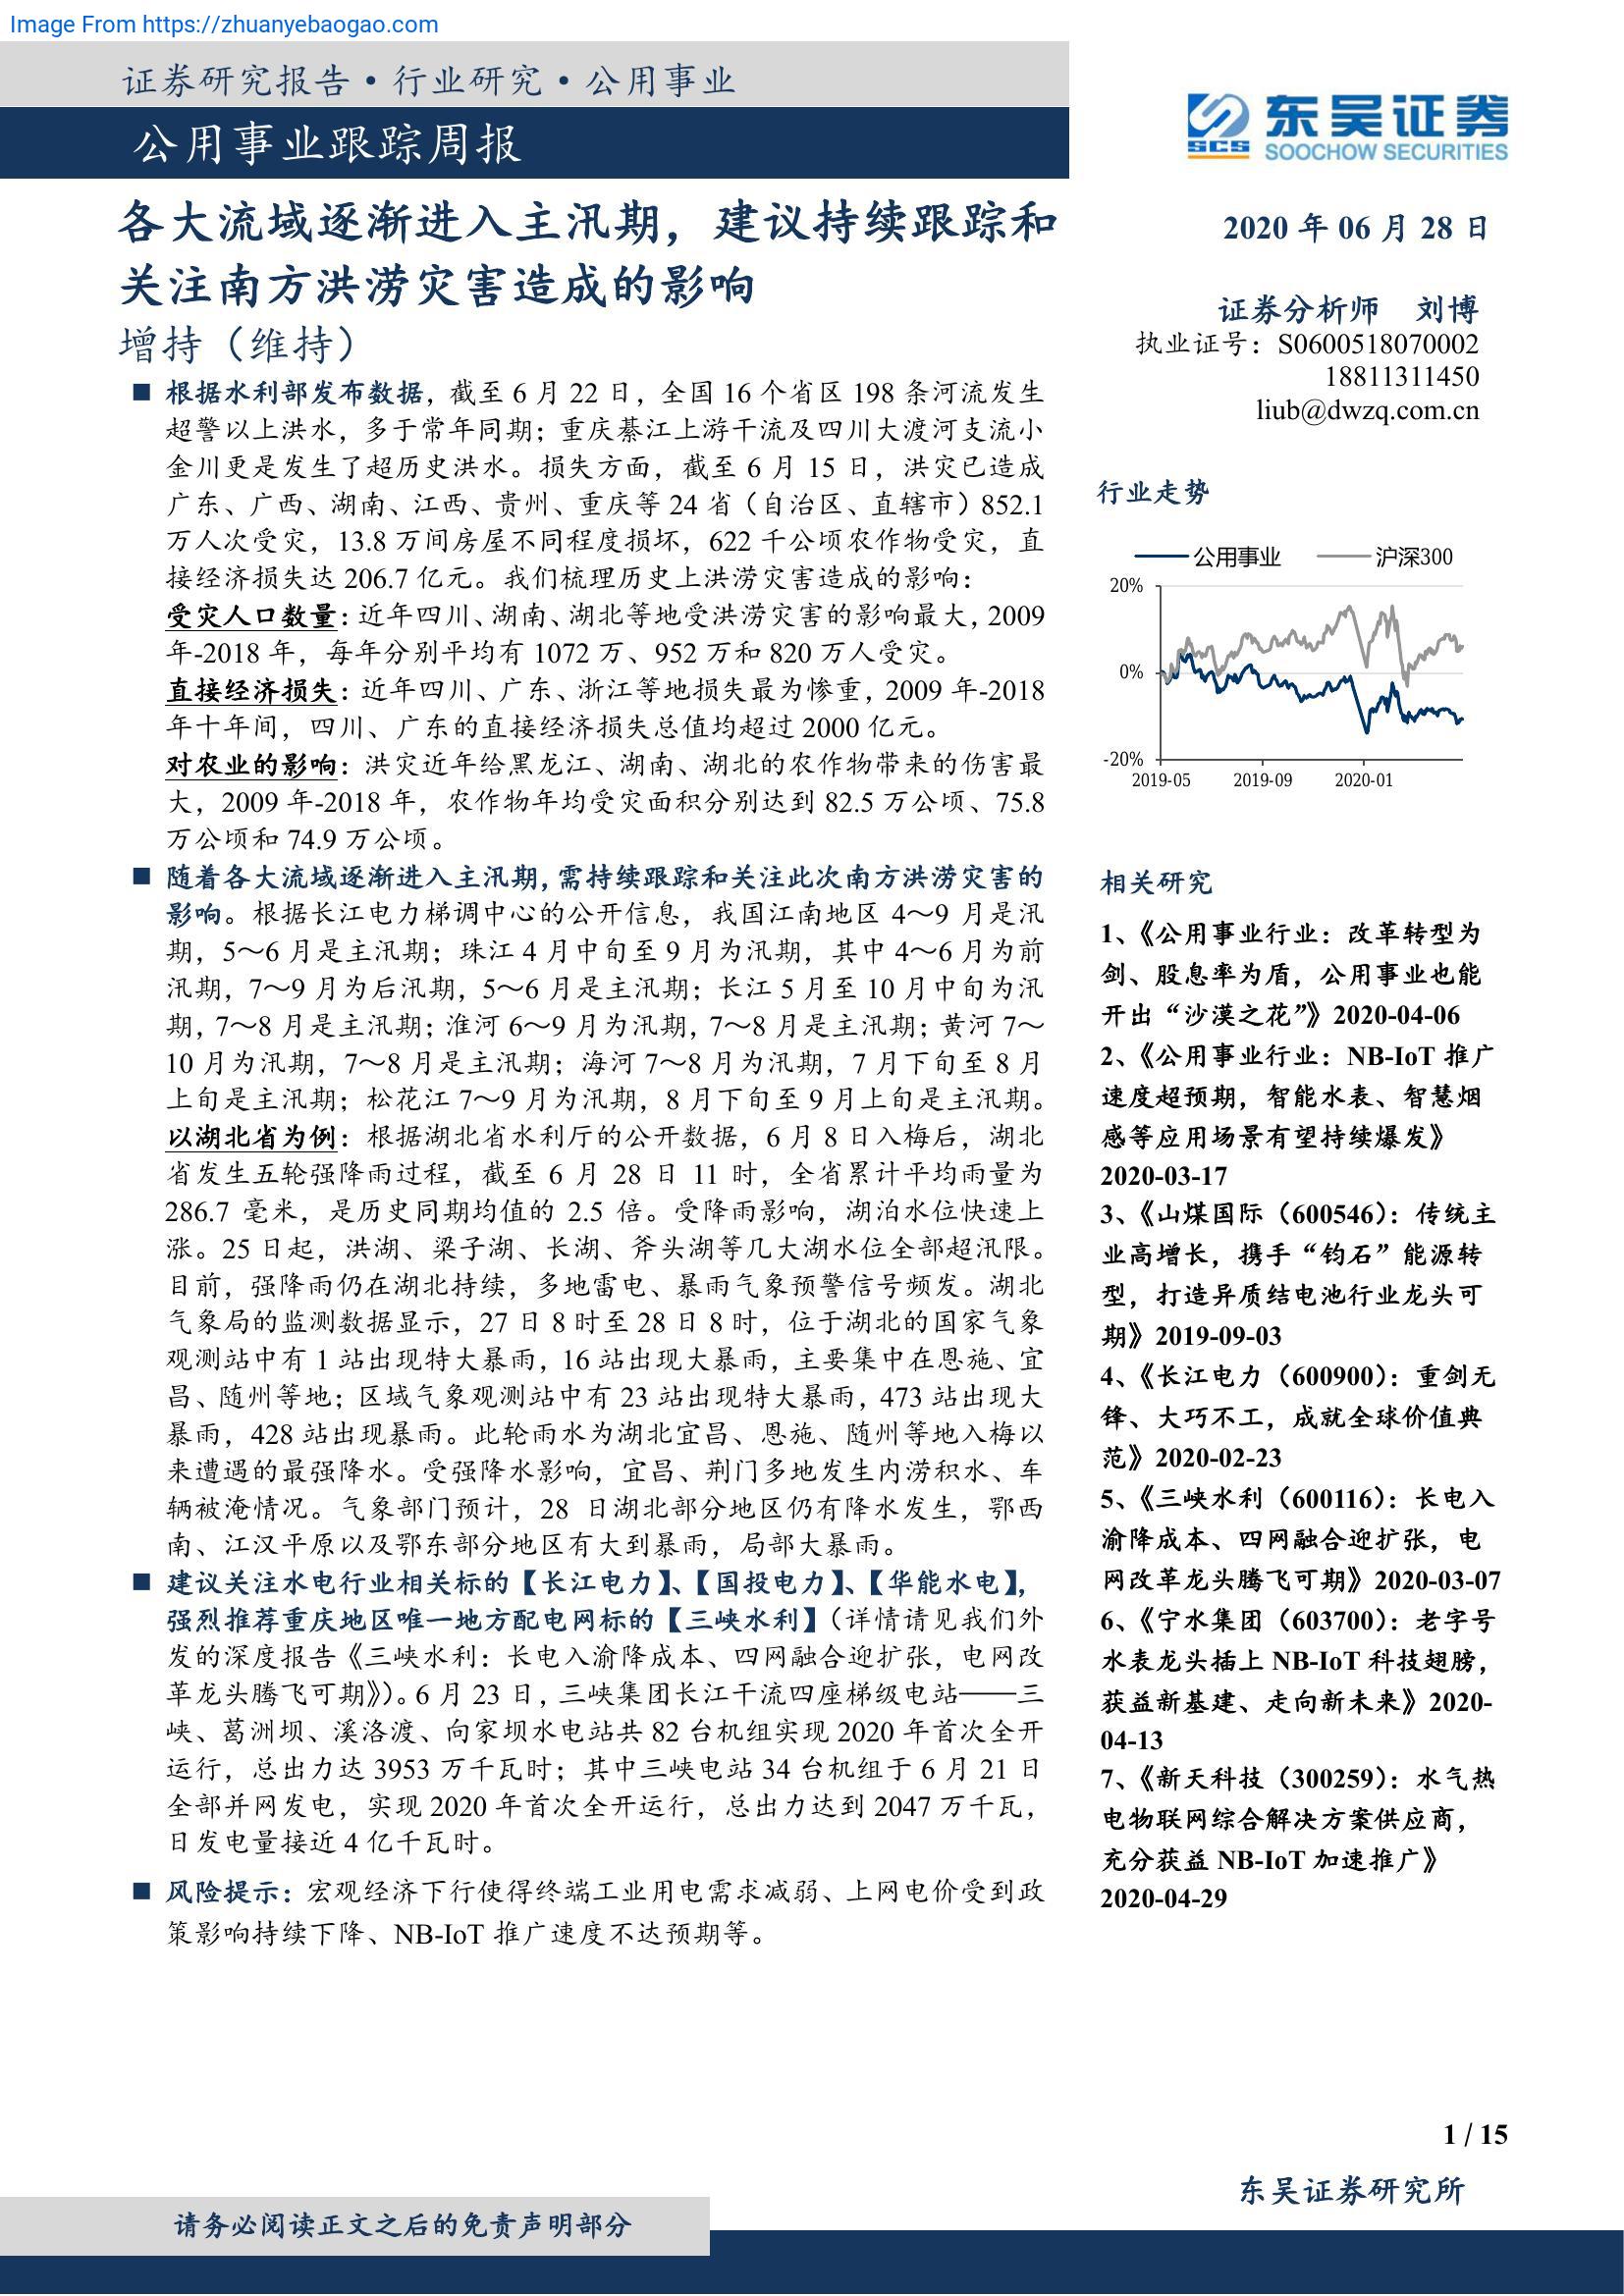 Image From https://zhuanyebaogao.com
证券研究报告·行业研究·公用事业
公用事业跟踪周报
东吴证券
SCS
SOOCHOW SECURITIES
各大流域逐渐进入主汛期，建议持续跟踪和
关注南方洪涝灾害造成的影响
增持（维持）
■ 根据水利部发布数据，截至 6 月 22 日，全国 16 个省区 198 条河流发生
超警以上洪水，多于常年同期；重庆綦江上游干流及四川大渡河支流小
金川更是发生了超历史洪水。损失方面，截至 6 月 15 日，洪灾已造成
广东、广西、湖南、江西、贵州、重庆等 24 省（自治区、直辖市）852.1
万人次受灾，13.8 万间房屋不同程度损坏，622 千公顷农作物受灾，直
接经济损失达 206.7 亿元。我们梳理历史上洪涝灾害造成的影响：
受灾人口数量：近年四川、湖南、湖北等地受洪涝灾害的影响最大，2009
年-2018 年，每年分别平均有 1072 万、952 万和 820 万人受灾。
直接经济损失：近年四川、广东、浙江等地损失最为惨重，2009 年-2018
年十年间，四川、广东的直接经济损失总值均超过 2000 亿元。
对农业的影响：洪灾近年给黑龙江、湖南、湖北的农作物带来的伤害最
大，2009 年-2018 年，农作物年均受灾面积分别达到 82.5 万公顷、75.8
万公顷和 74.9 万公顷。
■ 随着各大流域逐渐进入主汛期，需持续跟踪和关注此次南方洪涝灾害的
影响。根据长江电力梯调中心的公开信息，我国江南地区 4～9 月是汛
期，5～6 月是主汛期；珠江 4 月中旬至 9 月为汛期，其中 4～6 月为前
汛期，7～9 月为后汛期，5～6 月是主汛期；长江 5 月至 10 月中旬为汛
期，7～8 月是主汛期；淮河 6～9 月为汛期，7～8 月是主汛期；黄河 7～
10 月为汛期，7～8 月是主汛期；海河 7～8 月为汛期，7 月下旬至 8 月
上旬是主汛期；松花江 7～9 月为汛期，8 月下旬至 9 月上旬是主汛期。
以湖北省为例：根据湖北省水利厅的公开数据，6 月 8 日入梅后，湖北
省发生五轮强降雨过程，截至 6 月 28 日 11 时，全省累计平均雨量为
286.7 毫米，是历史同期均值的 2.5 倍。受降雨影响，湖泊水位快速上
涨。25 日起，洪湖、梁子湖、长湖、斧头湖等几大湖水位全部超汛限。
目前，强降雨仍在湖北持续，多地雷电、暴雨气象预警信号频发。湖北
气象局的监测数据显示，27 日 8 时至 28 日 8 时，位于湖北的国家气象
观测站中有 1 站出现特大暴雨，16 站出现大暴雨，主要集中在恩施、宜
昌、随州等地；区域气象观测站中有 23 站出现特大暴雨，473 站出现大
暴雨，428 站出现暴雨。此轮雨水为湖北宜昌、恩施、随州等地入梅以
来遭遇的最强降水。受强降水影响，宜昌、荆门多地发生内涝积水、车
辆被淹情况。气象部门预计，28 日湖北部分地区仍有降水发生，鄂西
南、江汉平原以及鄂东部分地区有大到暴雨，局部大暴雨。
■ 建议关注水电行业相关标的【长江电力】、【国投电力】、【华能水电】，
强烈推荐重庆地区唯一地方配电网标的【三峡水利】（详情请见我们外
发的深度报告《三峡水利：长电入渝降成本、四网融合迎扩张，电网改
革龙头腾飞可期》）。6 月 23 日，三峡集团长江干流四座梯级电站——三
峡、葛洲坝、溪洛渡、向家坝水电站共 82 台机组实现 2020 年首次全开
运行，总出力达 3953 万千瓦时；其中三峡电站 34 台机组于 6 月 21 日
全部并网发电，实现 2020 年首次全开运行，总出力达到 2047 万千瓦，
日发电量接近 4 亿千瓦时。
■ 风险提示：宏观经济下行使得终端工业用电需求减弱、上网电价受到政
策影响持续下降、NB-IoT 推广速度不达预期等。
2020 年 06 月 28 日
证券分析师 刘博
执业证号：S0600518070002
18811311450
liub@dwzq.com.cn
行业走势
公用事业 沪深300
20%
0%
-20%
2019-05 2019-09 2020-01
相关研究
1、《公用事业行业：改革转型为
剑、股息率为盾，公用事业也能
开出“沙漠之花”》2020-04-06
2、《公用事业行业：NB-IoT 推广
速度超预期，智能水表、智慧烟
感等应用场景有望持续爆发》
2020-03-17
3、《山煤国际（600546）：传统主
业高增长，携手“钧石”能源转
型，打造异质结电池行业龙头可
期》2019-09-03
4、《长江电力（600900）：重剑无
锋、大巧不工，成就全球价值典
范》2020-02-23
5、《三峡水利（600116）：长电入
渝降成本、四网融合迎扩张，电
网改革龙头腾飞可期》2020-03-07
6、《宁水集团（603700）：老字号
水表龙头插上 NB-IoT 科技翅膀，
获益新基建、走向新未来》2020-
04-13
7、《新天科技（300259）：水气热
电物联网综合解决方案供应商，
充分获益 NB-IoT 加速推广》
2020-04-29
1 / 15
东吴证券研究所
请务必阅读正文之后的免责声明部分